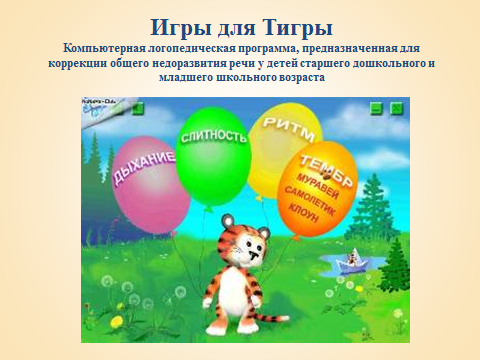 Игры для Тигры
Компьютерная логопедическая программа, предназначенная для
коррекции общего недоразвития речи у детей старшего дошкольного и
младшего школьного возраста
ДЫХАНИЕ
СЛИТНОСТЬ
РИТМ
ТЕМБР
МУРАВЕЙ
САМОЛЕТИК
КЛОУН